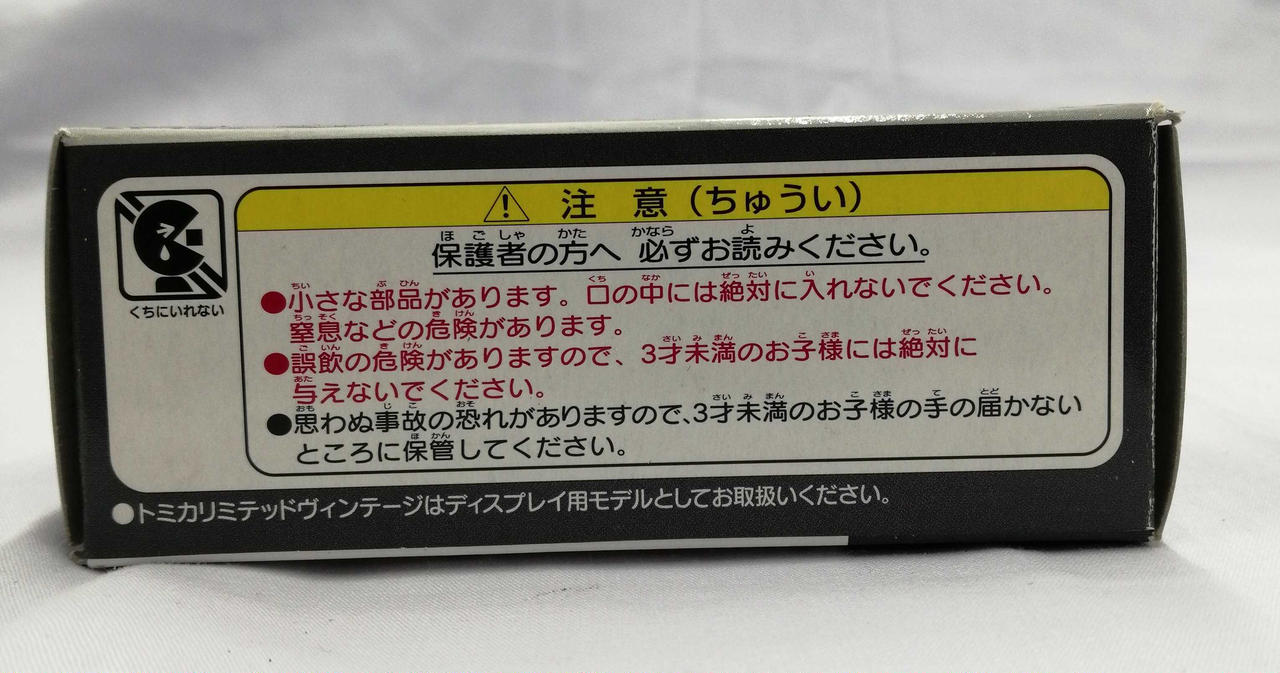 注 意（ちゅうい）
保護者の方へ 必ずお読みください。
●小さな部品があります。口の中には絶対に入れないでください。
窒息などの危険があります。
●誤飲の危険がありますので、3才未満のお子様には絶対に
与えないでください。
●思わぬ事故の恐れがありますので、3才未満のお子様の手の届かない
ところに保管してください。
くちにいれない
●トミカリミテッドヴィンテージはディスプレイ用モデルとしてお取扱いください。